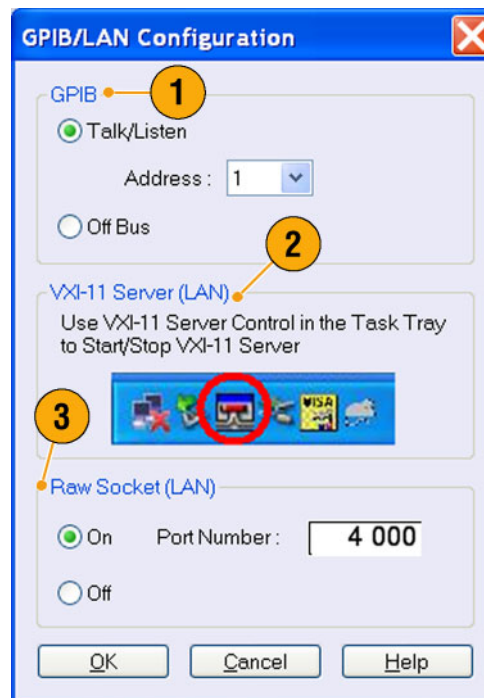 GPIB/LAN Configuration
GPIB
1
Talk/Listen
Address : 1
Off Bus
2
VXI-11 Server (LAN)
Use VXI-11 Server Control in the Task Tray
to Start/Stop VXI-11 Server
VISA
3
Raw Socket (LAN)
On Port Number : 4 000
Off
OK Cancel Help